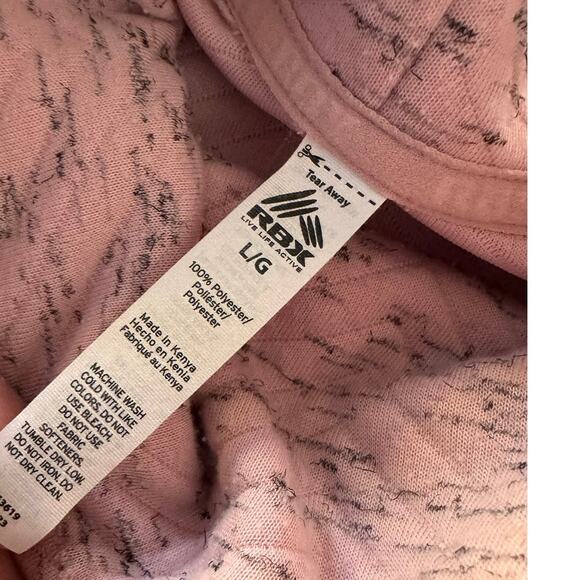 Tear Away
RBX
LIVE LIFE ACTIVE
L/G
100% Polyester/
Poliéster/
Polyester
Made in Kenya
Hecho en Kenia
Fabriqué au Kenya
MACHINE WASH
COLD WITH LIKE
COLORS. DO NOT
USE BLEACH.
DO NOT USE
FABRIC
SOFTENERS.
TUMBLE DRY LOW.
DO NOT IRON. DO
NOT DRY CLEAN.